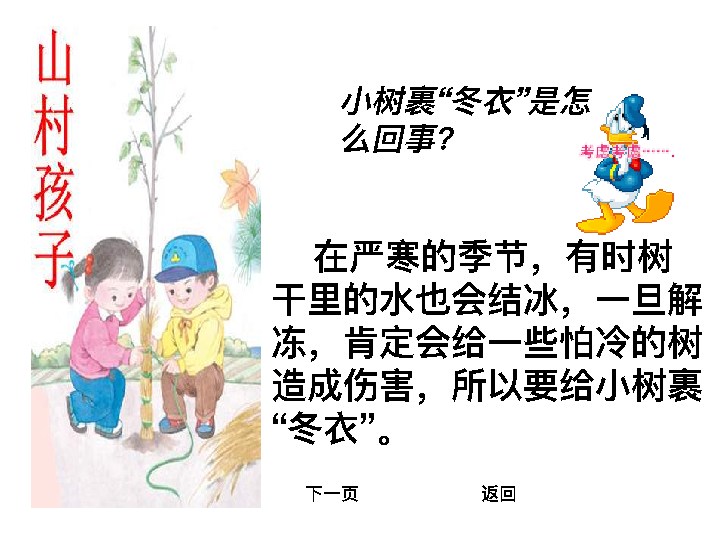 山村孩子
小树裹“冬衣”是怎
么回事?
考虑考虑……．
在严寒的季节，有时树
干里的水也会结冰，一旦解
冻，肯定会给一些怕冷的树
造成伤害，所以要给小树裹
“冬衣”。
下一页
返回